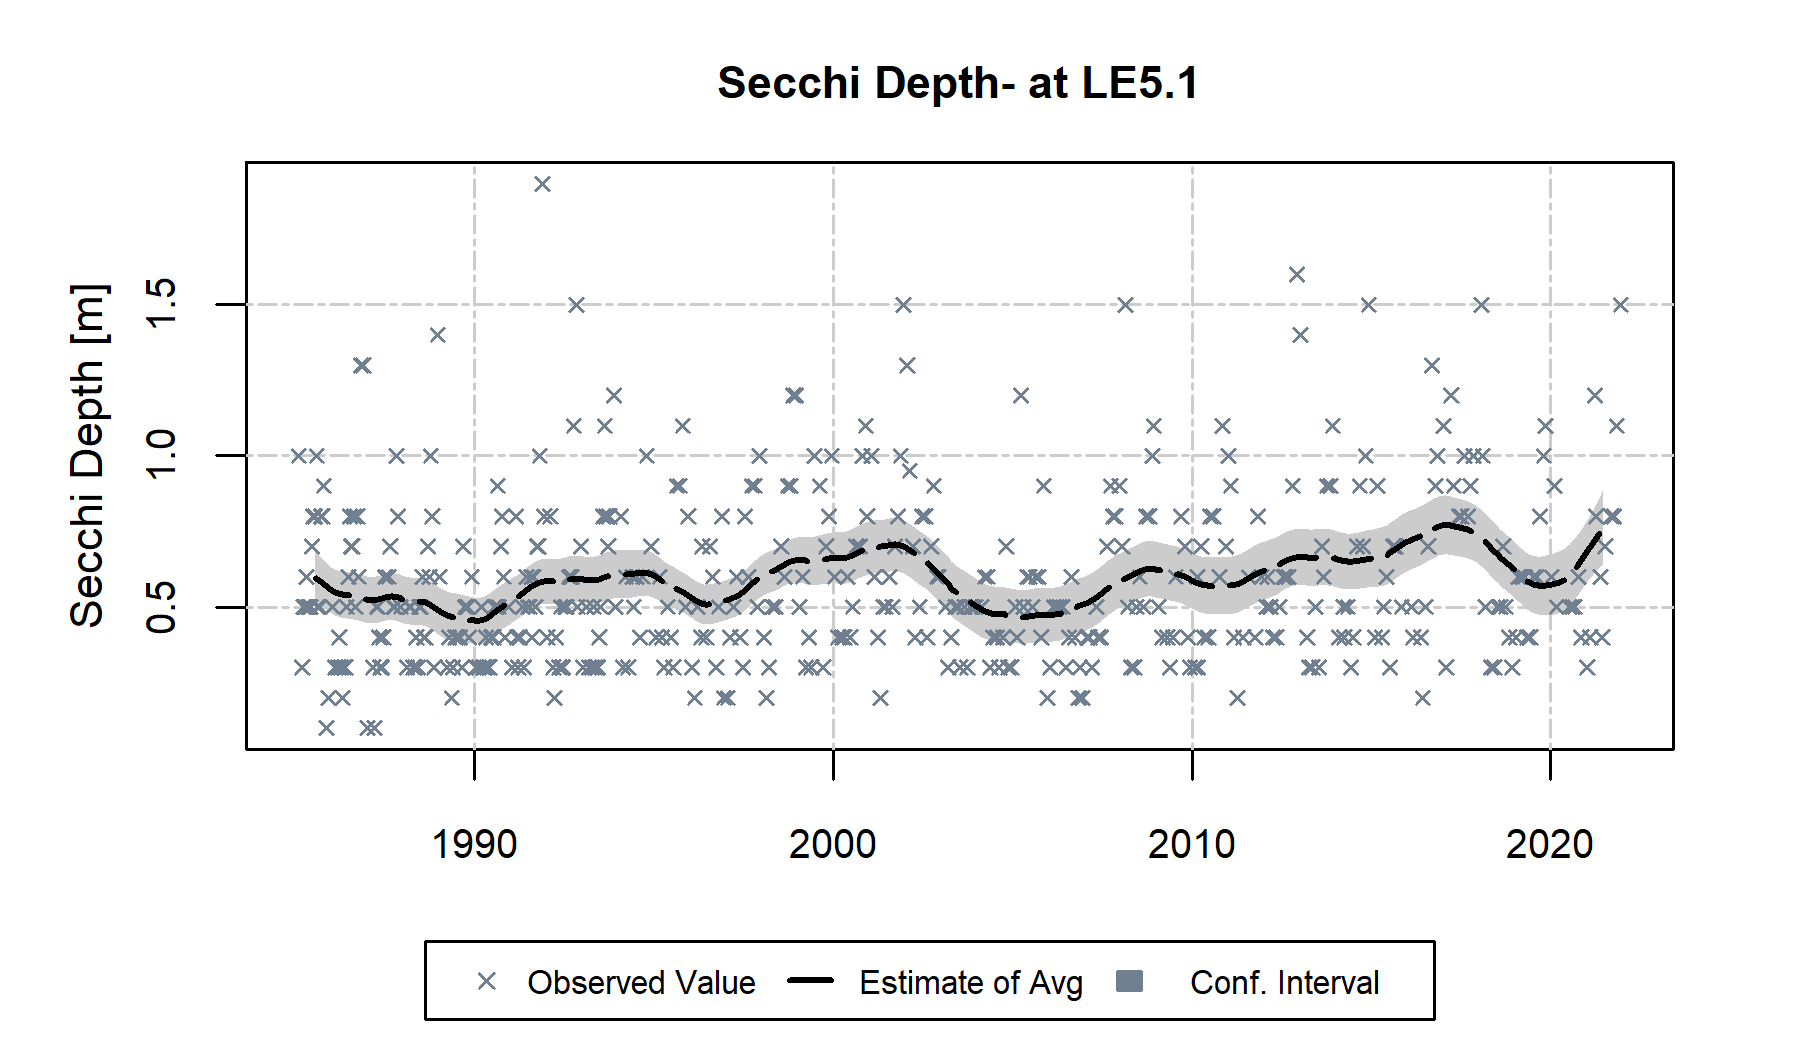 Secchi Depth- at LE5.1
Secchi Depth [m]
1.5
1.0
0.5
1990 2000 2010 2020
Observed Value Estimate of Avg Conf. Interval